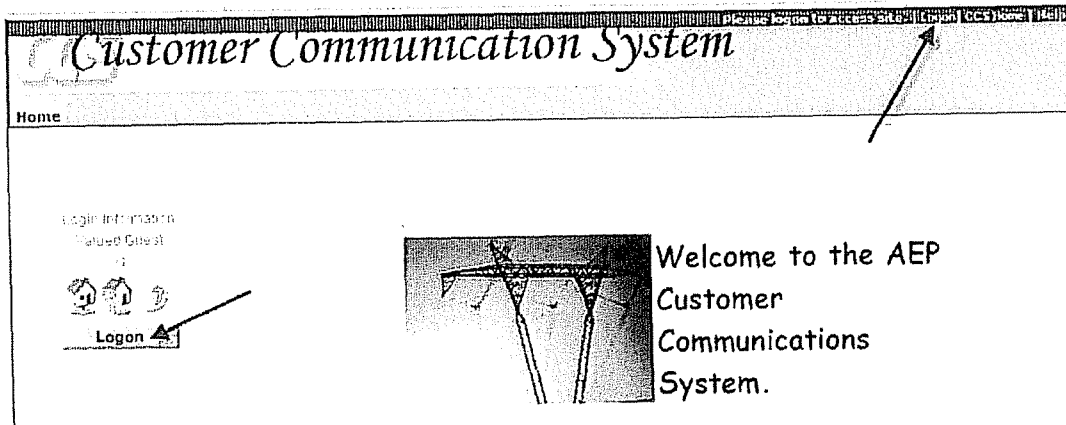 Please logon to access site | Logon | CCS Home | Help
Customer Communication System
Home
Login Information
Valued Guest
Logon
Welcome to the AEP
Customer
Communications
System.